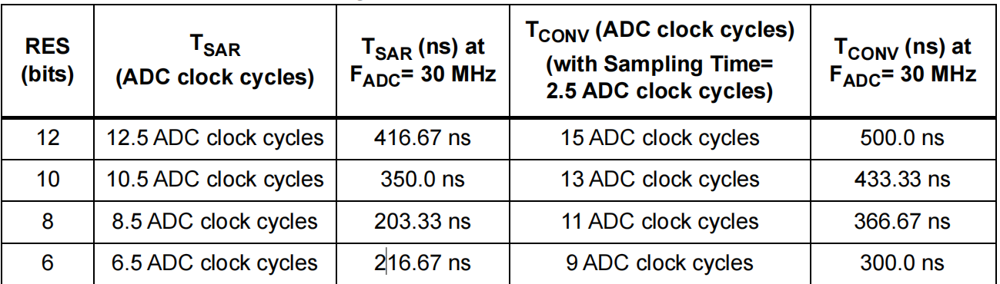 RES (bits) | TSAR (ADC clock cycles) | TSAR (ns) at FADC= 30 MHz | TCONV (ADC clock cycles) (with Sampling Time= 2.5 ADC clock cycles) | TCONV (ns) at FADC= 30 MHz
12 | 12.5 ADC clock cycles | 416.67 ns | 15 ADC clock cycles | 500.0 ns
10 | 10.5 ADC clock cycles | 350.0 ns | 13 ADC clock cycles | 433.33 ns
8 | 8.5 ADC clock cycles | 203.33 ns | 11 ADC clock cycles | 366.67 ns
6 | 6.5 ADC clock cycles | 216.67 ns | 9 ADC clock cycles | 300.0 ns